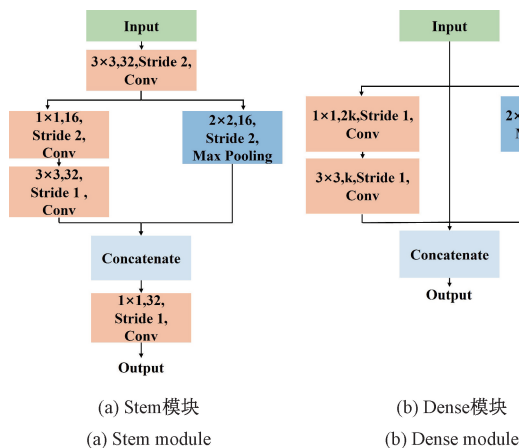 Input
3×3,32,Stride 2,
Conv
1×1,16,
Stride 2,
Conv
3×3,32,
Stride 1 ,
Conv
2×2,16,
Stride 2,
Max Pooling
Concatenate
1×1,32,
Stride 1,
Conv
Output
(a) Stem模块
(a) Stem module
Input
1×1,2k,Stride 1,
Conv
3×3,k,Stride 1,
Conv
2×
Concatenate
Output
(b) Dense模块
(b) Dense module